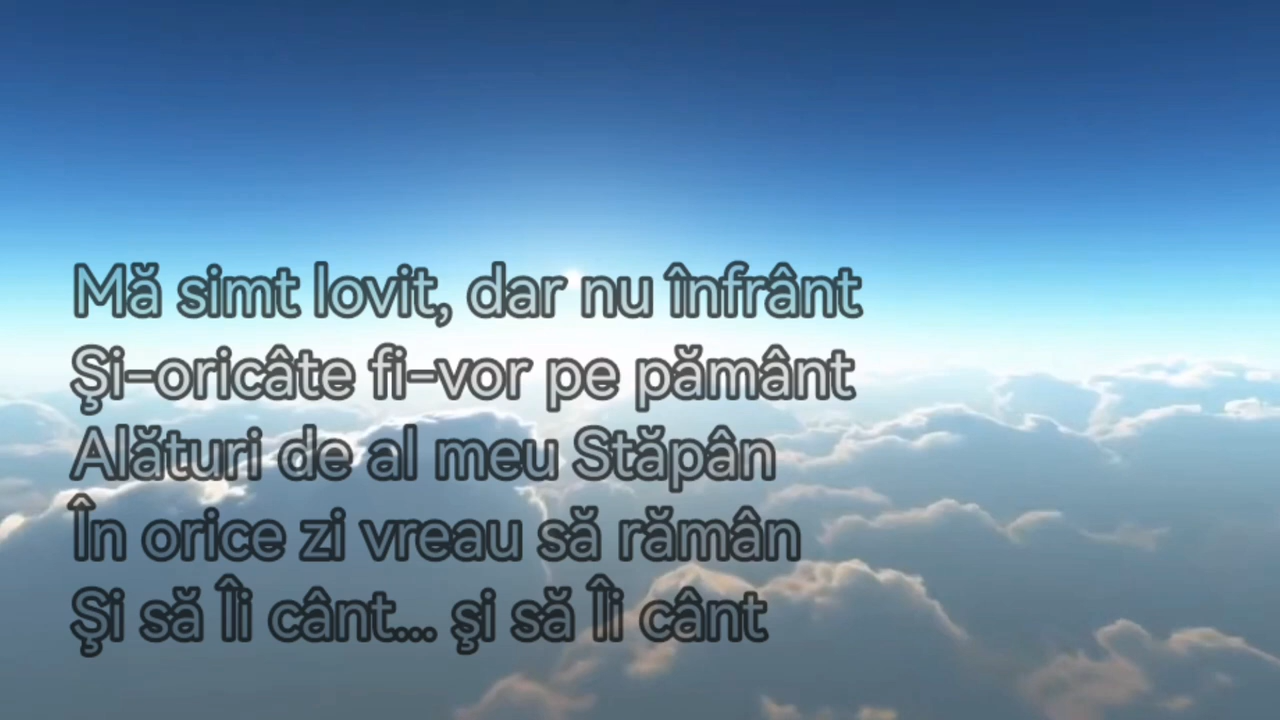 Mă simt lovit, dar nu înfrânt
Şi-oricâte fi-vor pe pământ
Alături de al meu Stăpân
În orice zi vreau să rămân
Şi să Îi cânt... şi să Îi cânt